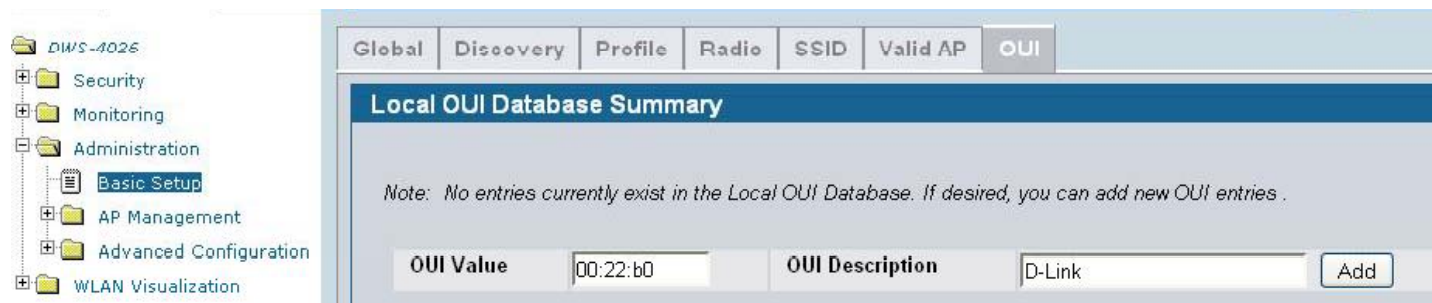 DWS-4026
Security
Monitoring
Administration
Basic Setup
AP Management
Advanced Configuration
WLAN Visualization
Global Discovery Profile Radio SSID Valid AP OUI
Local OUI Database Summary
Note: No entries currently exist in the Local OUI Database. If desired, you can add new OUI entries .
OUI Value 00:22:b0 OUI Description D-Link Add